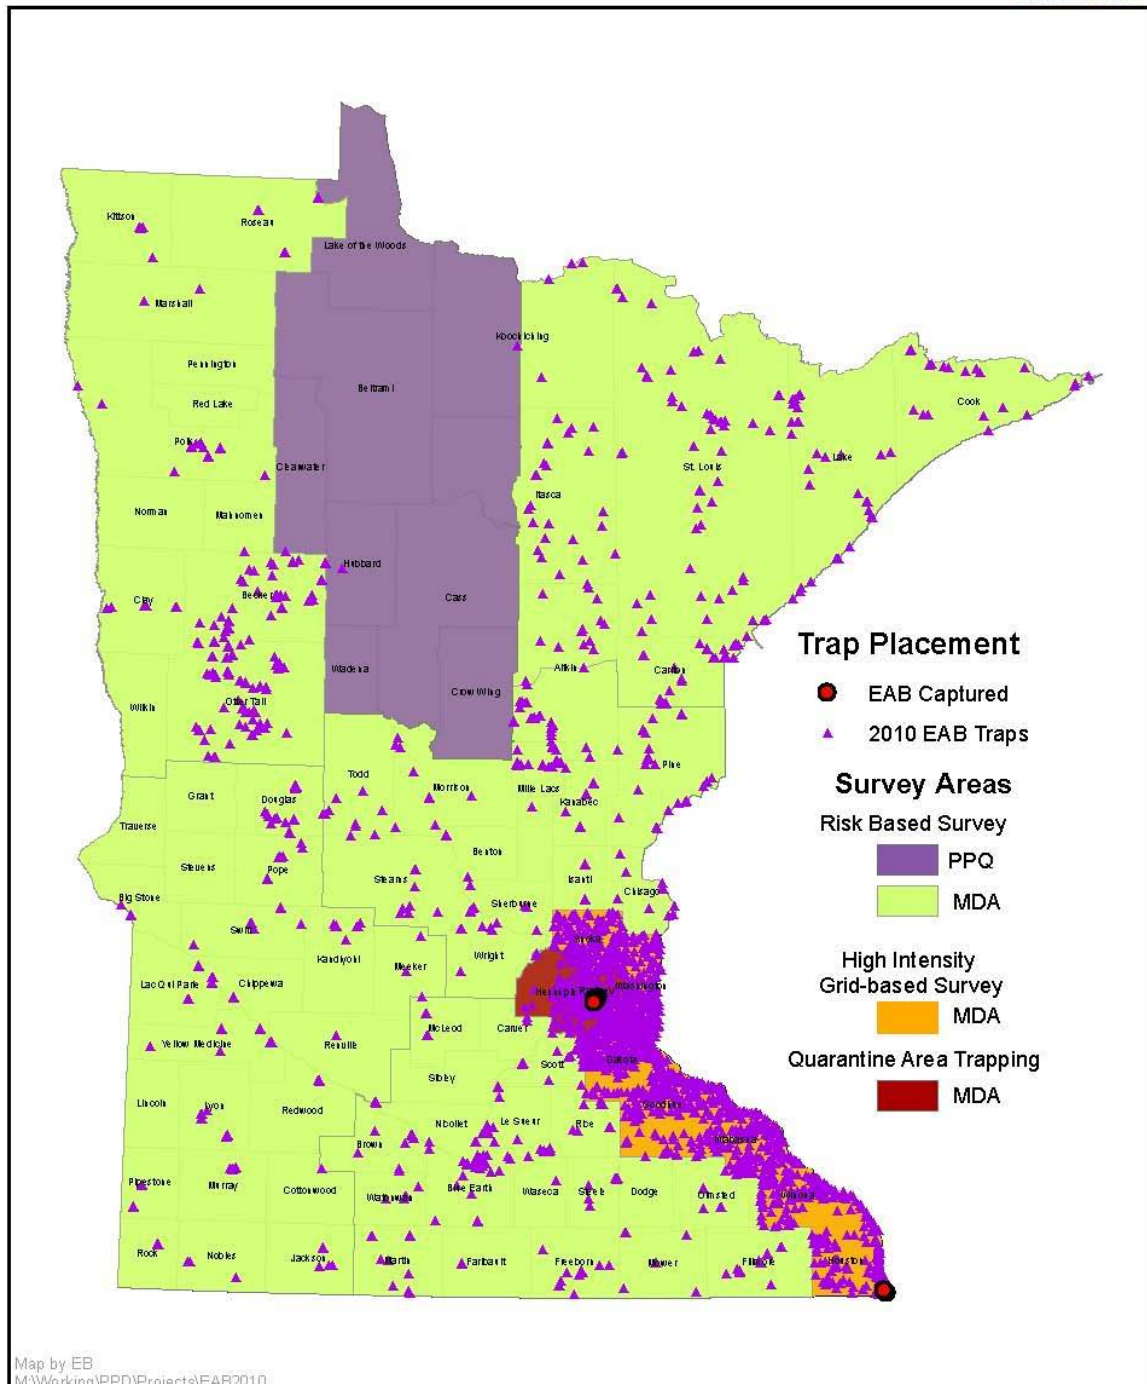 Kittson
Roseau
Lake of the Woods
Marshall
Koochiching
Pennington
Beltrami
Red Lake
Cook
Polk
Clearwater
St. Louis
Lake
Itasca
Norman
Mahnomen
Hubbard
Clay
Becker
Cass
Trap Placement
Wadena
Aitkin
Carlton
EAB Captured
Crow Wing
Wilkin
Otter Tail
2010 EAB Traps
Pine
Todd
Survey Areas
Morrison
Mille Lacs
Grant
Douglas
Kanabec
Risk Based Survey
Traverse
Benton
PPQ
Stevens
Pope
Stearns
Isanti
Chisago
Big Stone
Sherburne
MDA
Swift
Anoka
Wright
Kandiyohi
High Intensity
Meeker
Grid-based Survey
Lac Qui Parle
Chippewa
Hennepin
Ramsey
Washington
MDA
McLeod
Carver
Yellow Medicine
Renville
Quarantine Area Trapping
Dakota
Scott
MDA
Sibley
Lincoln
Lyon
Redwood
Goodhue
Nicollet
Le Sueur
Rice
Brown
Wabasha
Pipestone
Murray
Cottonwood
Watonwan
Blue Earth
Waseca
Steele
Dodge
Olmsted
Winona
Rock
Nobles
Jackson
Martin
Faribault
Freeborn
Mower
Fillmore
Houston
Map by EB
M:\Working\PPD\Projects\EAB2010